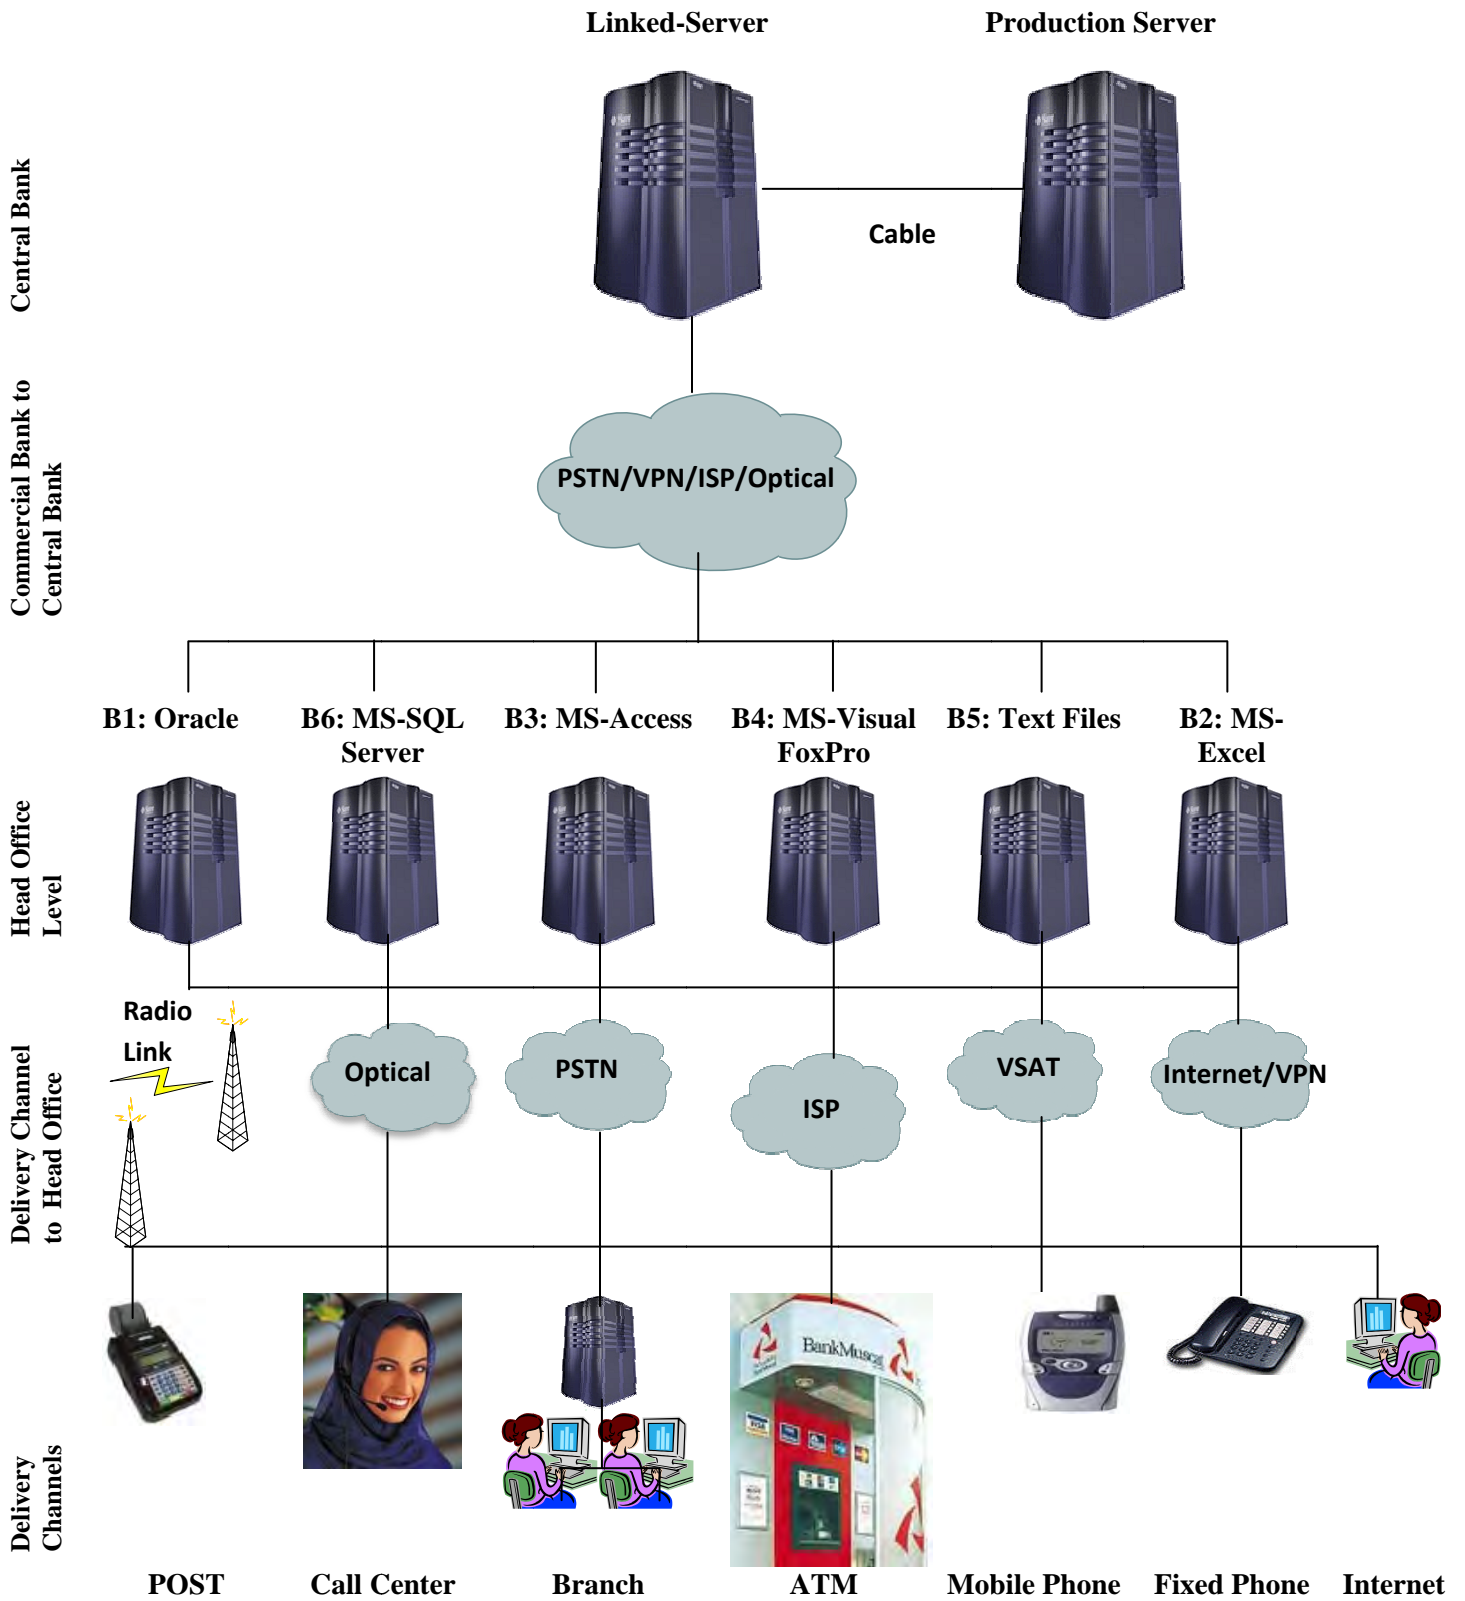 Linked-Server
Production Server
Central Bank
Cable
Commercial Bank to
Central Bank
PSTN/VPN/ISP/Optical
B1: Oracle
B6: MS-SQL
Server
B3: MS-Access
B4: MS-Visual
FoxPro
B5: Text Files
B2: MS-
Excel
Head Office
Level
Delivery Channel
to Head Office
Radio
Link
Optical
PSTN
ISP
VSAT
Internet/VPN
Delivery
Channels
BankMuscat
VISA
POST
Call Center
Branch
ATM
Mobile Phone
Fixed Phone
Internet